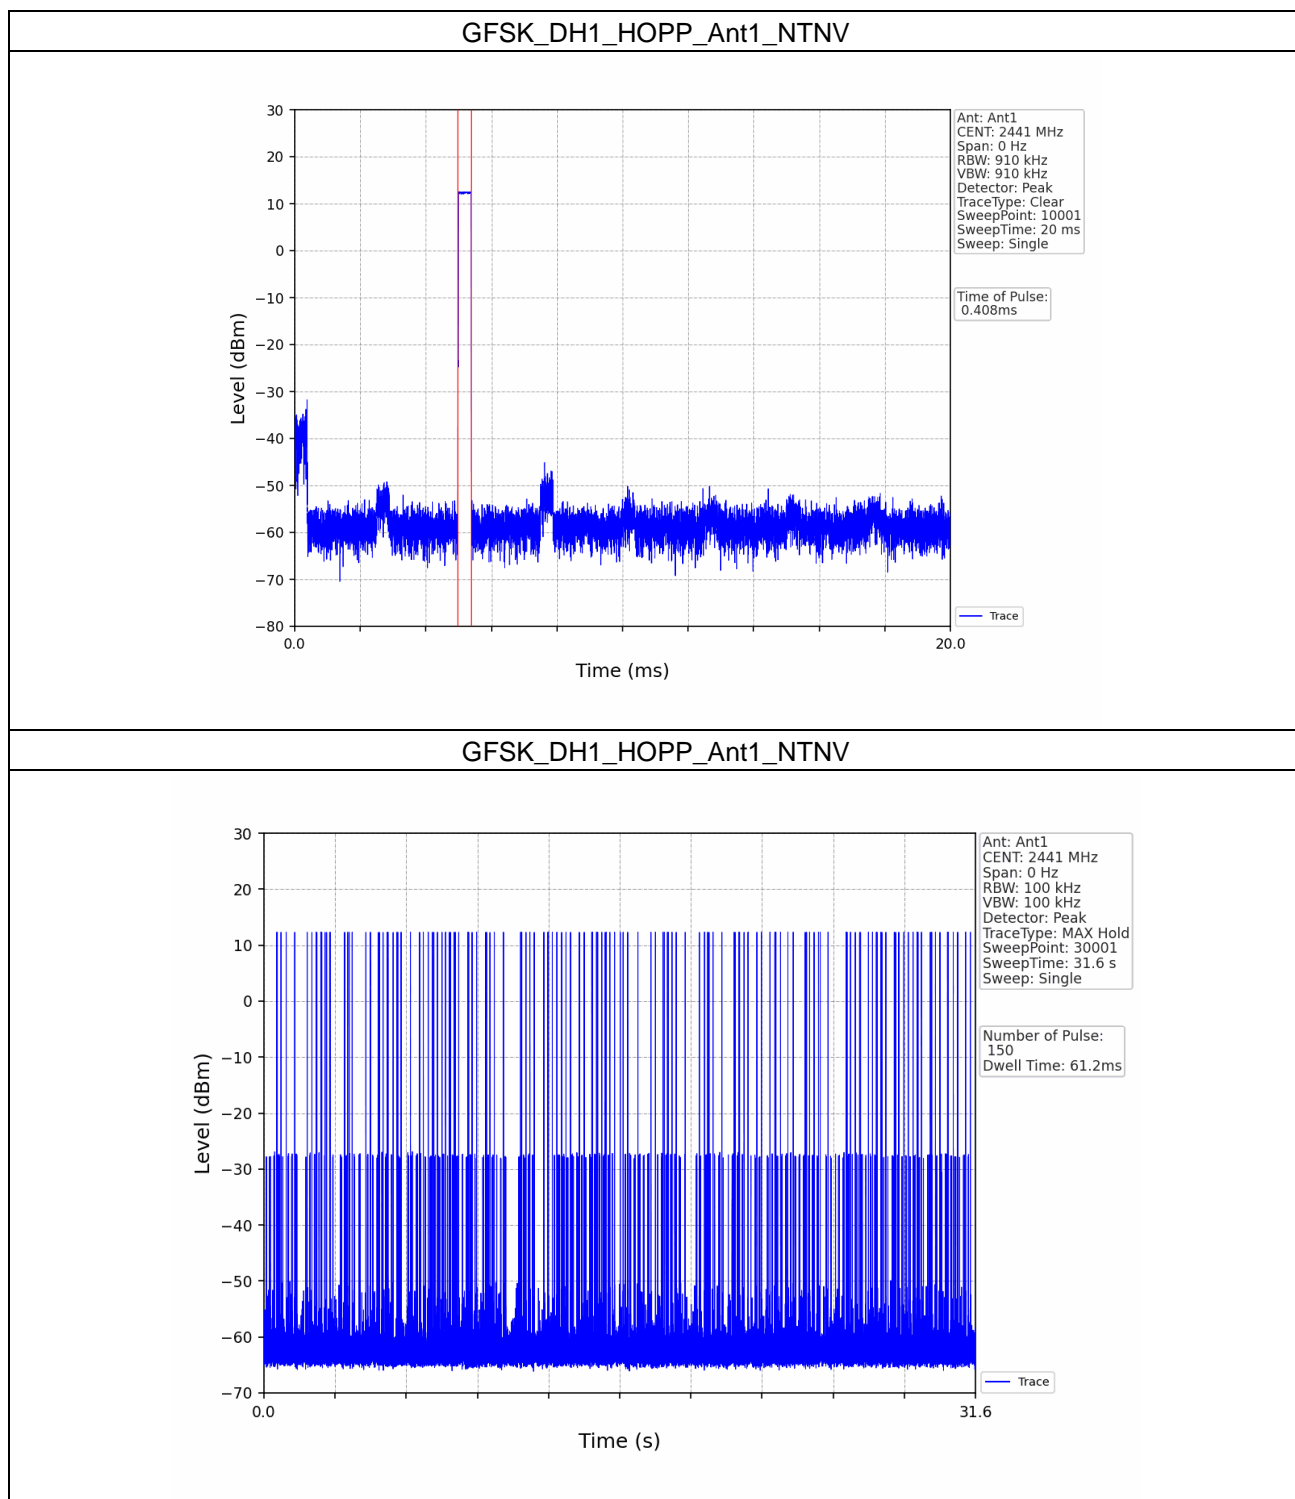 GFSK_DH1_HOPP_Ant1_NTNV
30
20
10
0
−10
−20
−30
−40
−50
−60
−70
−80
Level (dBm)
0.0
20.0
Time (ms)
Ant: Ant1
CENT: 2441 MHz
Span: 0 Hz
RBW: 910 kHz
VBW: 910 kHz
Detector: Peak
TraceType: Clear
SweepPoint: 10001
SweepTime: 20 ms
Sweep: Single
Time of Pulse:
0.408ms
Trace
GFSK_DH1_HOPP_Ant1_NTNV
30
20
10
0
−10
−20
−30
−40
−50
−60
−70
Level (dBm)
0.0
31.6
Time (s)
Ant: Ant1
CENT: 2441 MHz
Span: 0 Hz
RBW: 100 kHz
VBW: 100 kHz
Detector: Peak
TraceType: MAX Hold
SweepPoint: 30001
SweepTime: 31.6 s
Sweep: Single
Number of Pulse:
150
Dwell Time: 61.2ms
Trace